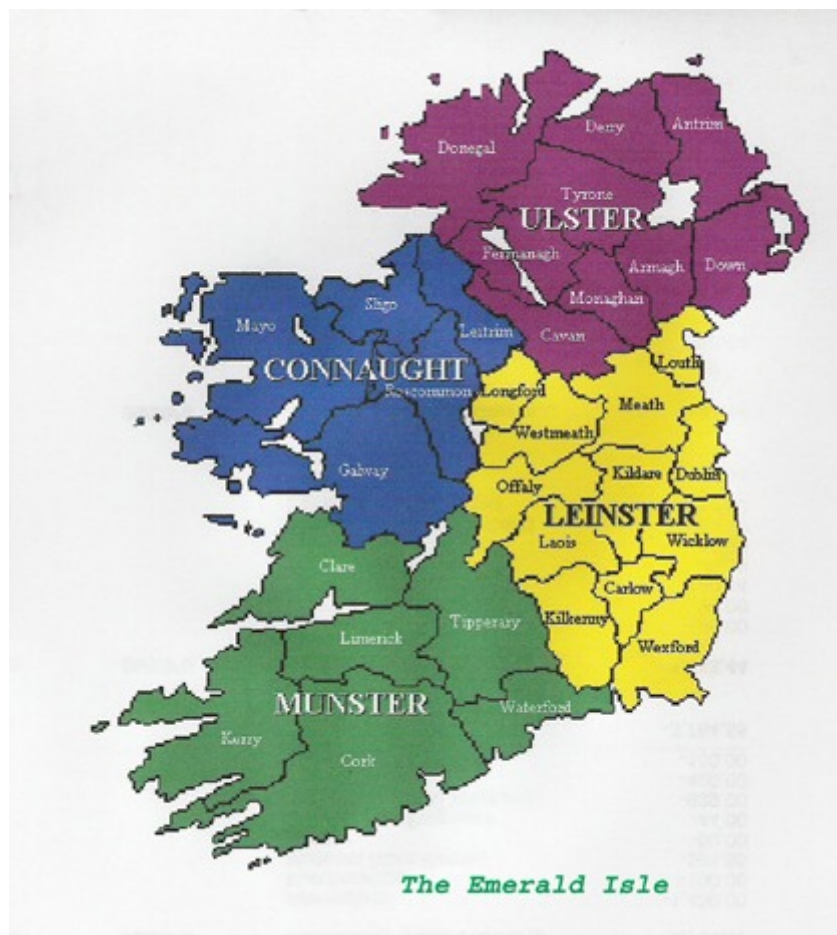 Donegal
Derry
Antrim
Tyrone
ULSTER
Fermanagh
Armagh
Down
Monaghan
Cavan
Sligo
Mayo
Leitrim
CONNAUGHT
Roscommon
Galway
Louth
Longford
Meath
Westmeath
Offaly
Kildare
Dublin
LEINSTER
Laois
Wicklow
Carlow
Kilkenny
Wexford
Clare
Tipperary
Limerick
MUNSTER
Waterford
Kerry
Cork
The Emerald Isle